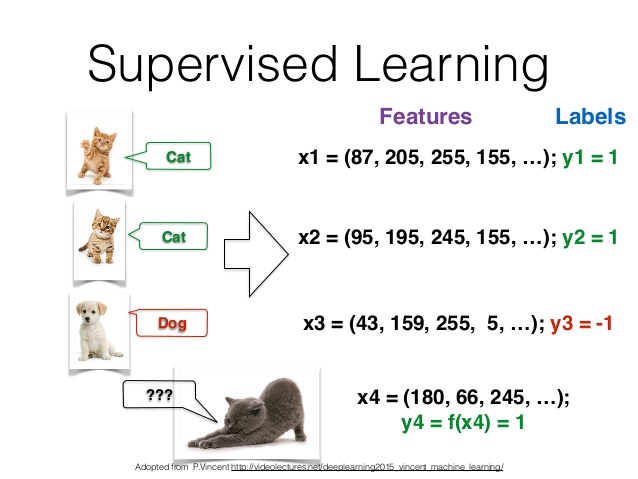 Supervised Learning
Features Labels
Cat
x1 = (87, 205, 255, 155, …); y1 = 1
Cat
x2 = (95, 195, 245, 155, …); y2 = 1
Dog
x3 = (43, 159, 255, 5, …); y3 = -1
???
x4 = (180, 66, 245, …);
y4 = f(x4) = 1
Adopted from P.Vincent http://videolectures.net/deeplearning2015_vincent_machine_learning/